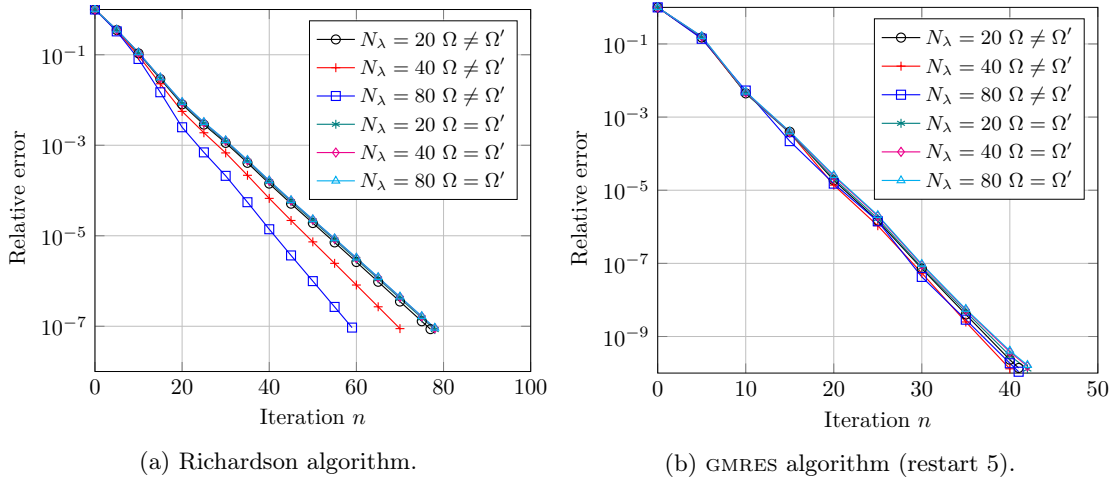 10^{-1}
10^{-3}
10^{-5}
10^{-7}
0 20 40 60 80 100
Relative error
Iteration n
N_λ = 20 Ω ≠ Ω′
N_λ = 40 Ω ≠ Ω′
N_λ = 80 Ω ≠ Ω′
N_λ = 20 Ω = Ω′
N_λ = 40 Ω = Ω′
N_λ = 80 Ω = Ω′
(a) Richardson algorithm.
10^{-1}
10^{-3}
10^{-5}
10^{-7}
10^{-9}
0 10 20 30 40 50
Relative error
Iteration n
N_λ = 20 Ω ≠ Ω′
N_λ = 40 Ω ≠ Ω′
N_λ = 80 Ω ≠ Ω′
N_λ = 20 Ω = Ω′
N_λ = 40 Ω = Ω′
N_λ = 80 Ω = Ω′
(b) GMRES algorithm (restart 5).